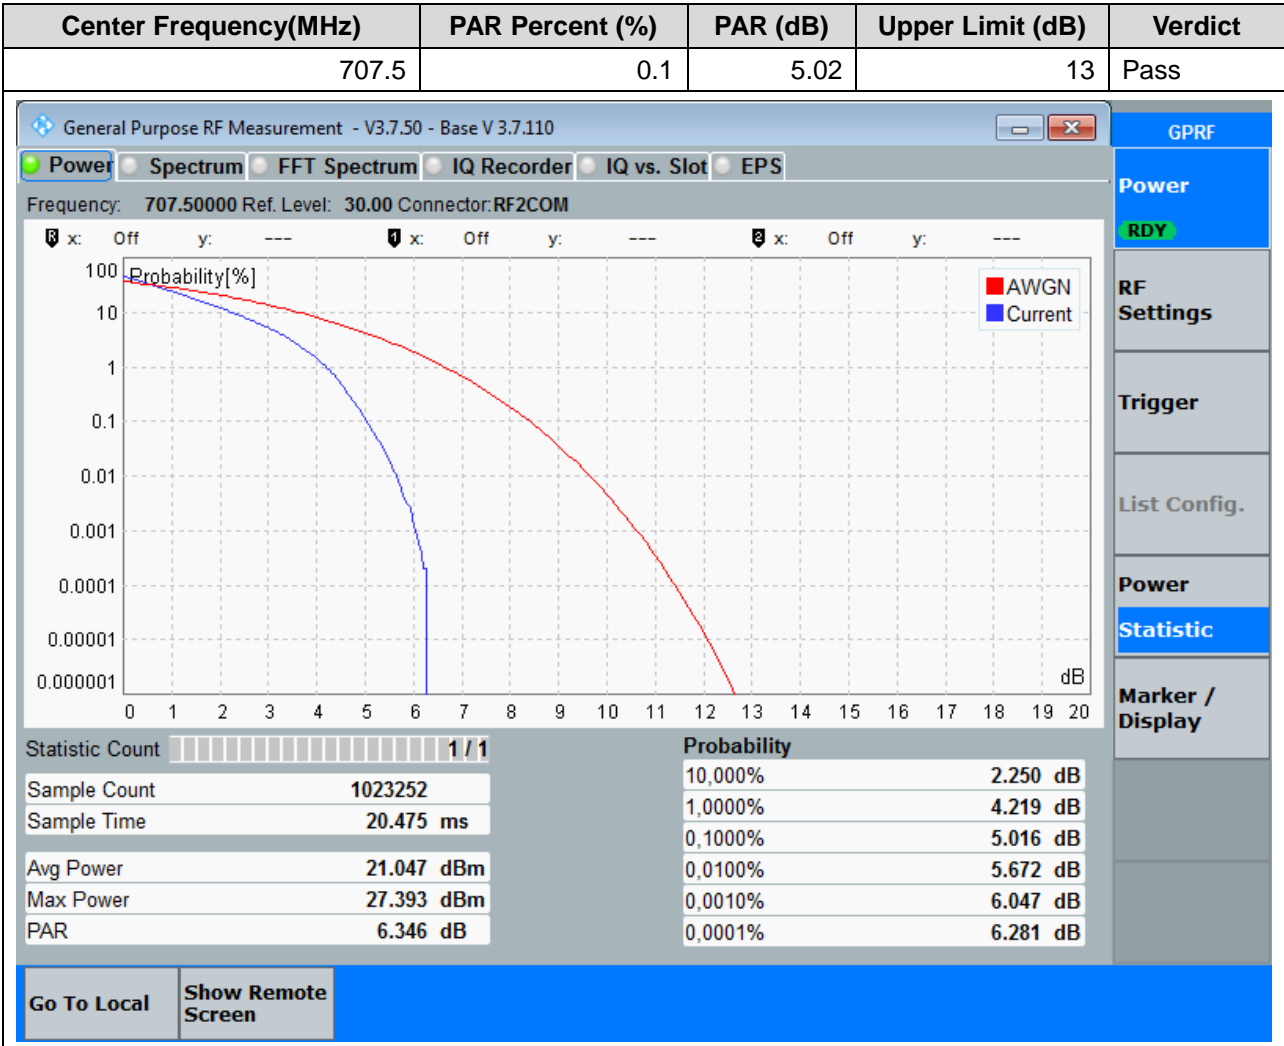 Center Frequency(MHz) PAR Percent (%) PAR (dB) Upper Limit (dB) Verdict
707.5 0.1 5.02 13 Pass
General Purpose RF Measurement - V3.7.50 - Base V 3.7.110
GPRF
Power Spectrum FFT Spectrum IQ Recorder IQ vs. Slot EPS
Frequency: 707.50000 Ref. Level: 30.00 Connector: RF2COM
R x: Off y: --- 1 x: Off y: --- 2 x: Off y: ---
Probability[%]
AWGN
Current
100
10
1
0.1
0.01
0.001
0.0001
0.00001
0.000001
dB
0 1 2 3 4 5 6 7 8 9 10 11 12 13 14 15 16 17 18 19 20
Statistic Count 1 / 1
Sample Count 1023252
Sample Time 20.475 ms
Avg Power 21.047 dBm
Max Power 27.393 dBm
PAR 6.346 dB
Probability
10,000% 2.250 dB
1,0000% 4.219 dB
0,1000% 5.016 dB
0,0100% 5.672 dB
0,0010% 6.047 dB
0,0001% 6.281 dB
Power
RDY
RF
Settings
Trigger
List Config.
Power
Statistic
Marker /
Display
Go To Local
Show Remote
Screen